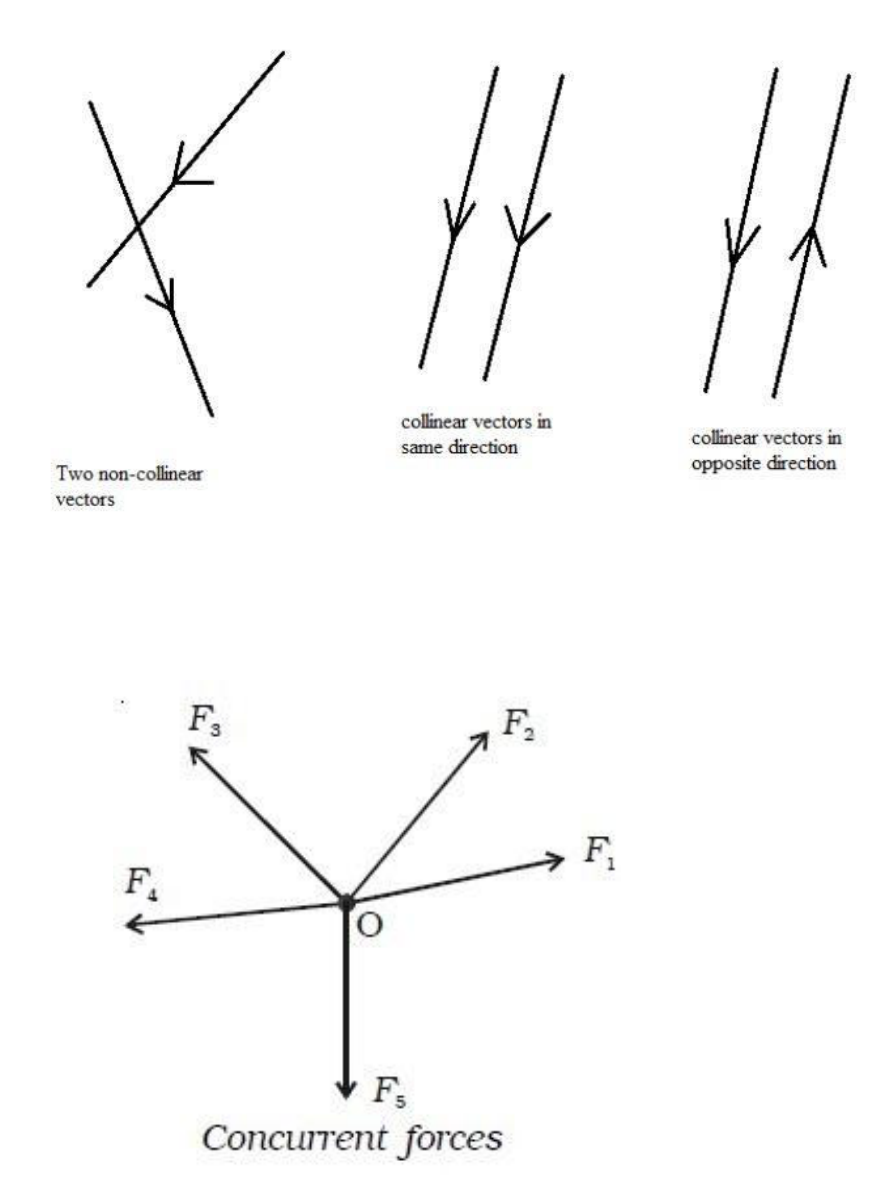 Two non-collinear
vectors
collinear vectors in
same direction
collinear vectors in
opposite direction
F₃
F₂
F₁
F₄
O
F₅
Concurrent forces